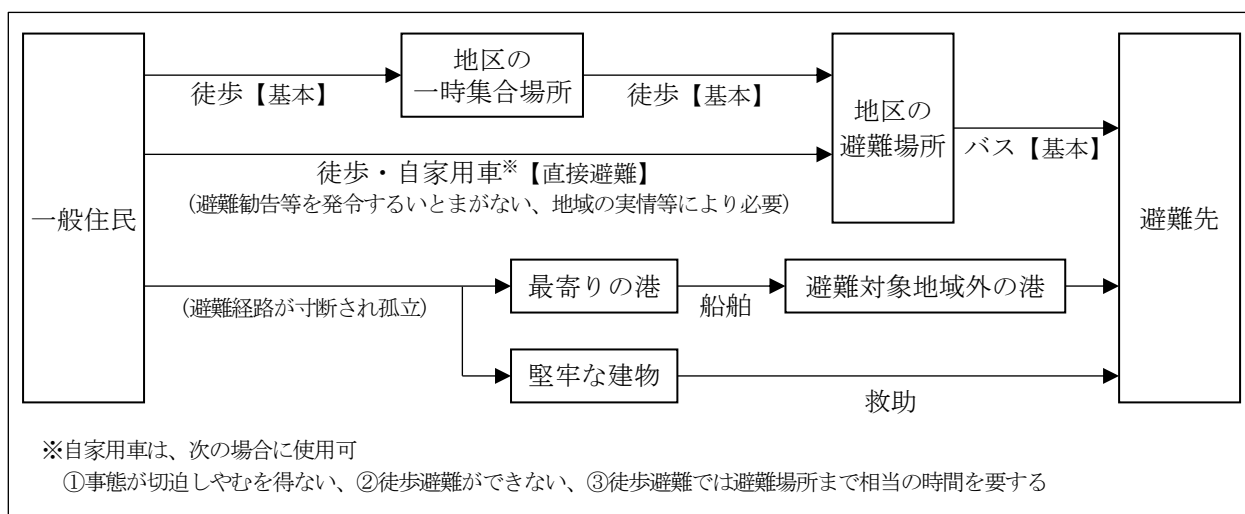 一般住民
徒歩【基本】
地区の
一時集合場所
徒歩【基本】
地区の
避難場所
バス【基本】
避難先
徒歩・自家用車※【直接避難】
(避難勧告等を発令するいとまがない、地域の実情等により必要)
(避難経路が寸断され孤立)
最寄りの港
船舶
避難対象地域外の港
堅牢な建物
救助
※自家用車は、次の場合に使用可
①事態が切迫しやむを得ない、②徒歩避難ができない、③徒歩避難では避難場所まで相当の時間を要する